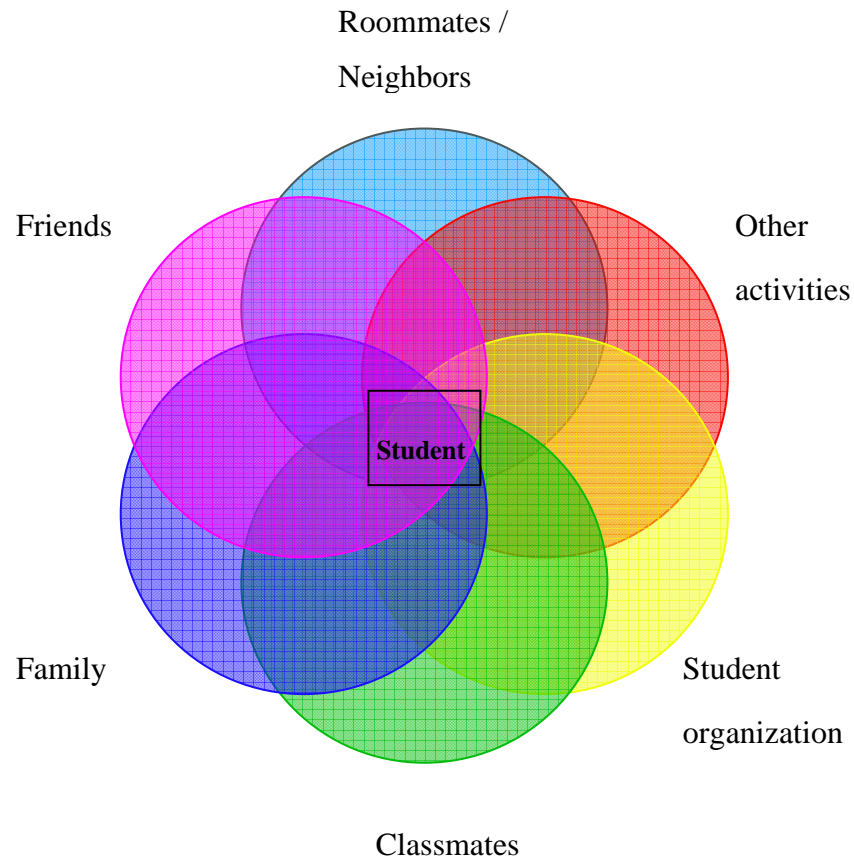 Roommates /
Neighbors
Friends
Other
activities
Student
Family
Student
organization
Classmates